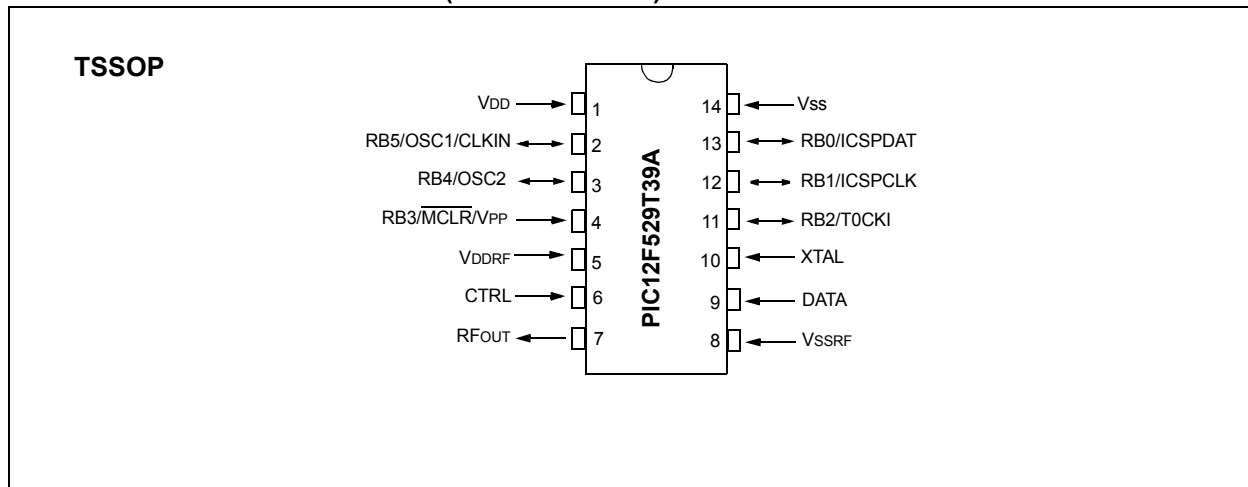 TSSOP
VDD 1 14 Vss
RB5/OSC1/CLKIN 2 13 RB0/ICSPDAT
RB4/OSC2 3 12 RB1/ICSPCLK
RB3/MCLR/VPP 4 11 RB2/T0CKI
VDDRF 5 10 XTAL
CTRL 6 9 DATA
RFOUT 7 8 VSSRF
PIC12F529T39A